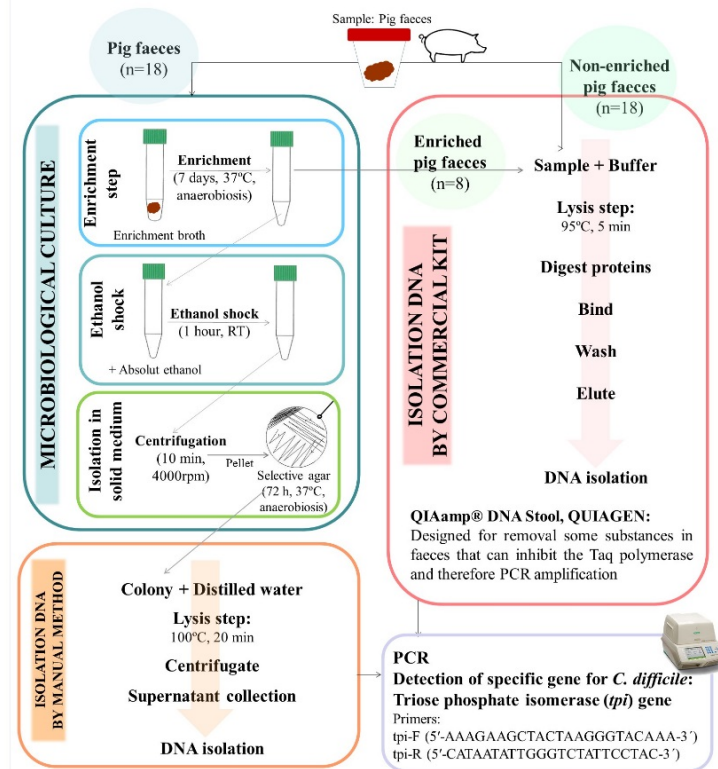 Sample: Pig faeces
Pig faeces
(n=18)
Non-enriched
pig faeces
(n=18)
MICROBIOLOGICAL CULTURE
Enrichment
step
Enrichment
(7 days, 37ºC,
anaerobiosis)
Enrichment broth
Ethanol
shock
Ethanol shock
(1 hour, RT)
+ Absolut ethanol
Isolation in
solid medium
Centrifugation
(10 min,
4000rpm)
Pellet
Selective agar
(72 h, 37ºC,
anaerobiosis)
Enriched
pig faeces
(n=8)
ISOLATION DNA
BY COMMERCIAL KIT
Sample + Buffer
Lysis step:
95ºC, 5 min
Digest proteins
Bind
Wash
Elute
DNA isolation
QIAamp® DNA Stool, QUIAGEN:
Designed for removal some substances in
faeces that can inhibit the Taq polymerase
and therefore PCR amplification
ISOLATION DNA
BY MANUAL METHOD
Colony + Distilled water
Lysis step:
100ºC, 20 min
Centrifugate
Supernatant collection
DNA isolation
PCR
Detection of specific gene for C. difficile:
Triose phosphate isomerase (tpi) gene
Primers:
tpi-F (5′-AAAGAAGCTACTAAGGGTACAAA-3´)
tpi-R (5′-CATAATATTGGGTCTATTCCTAC-3´)